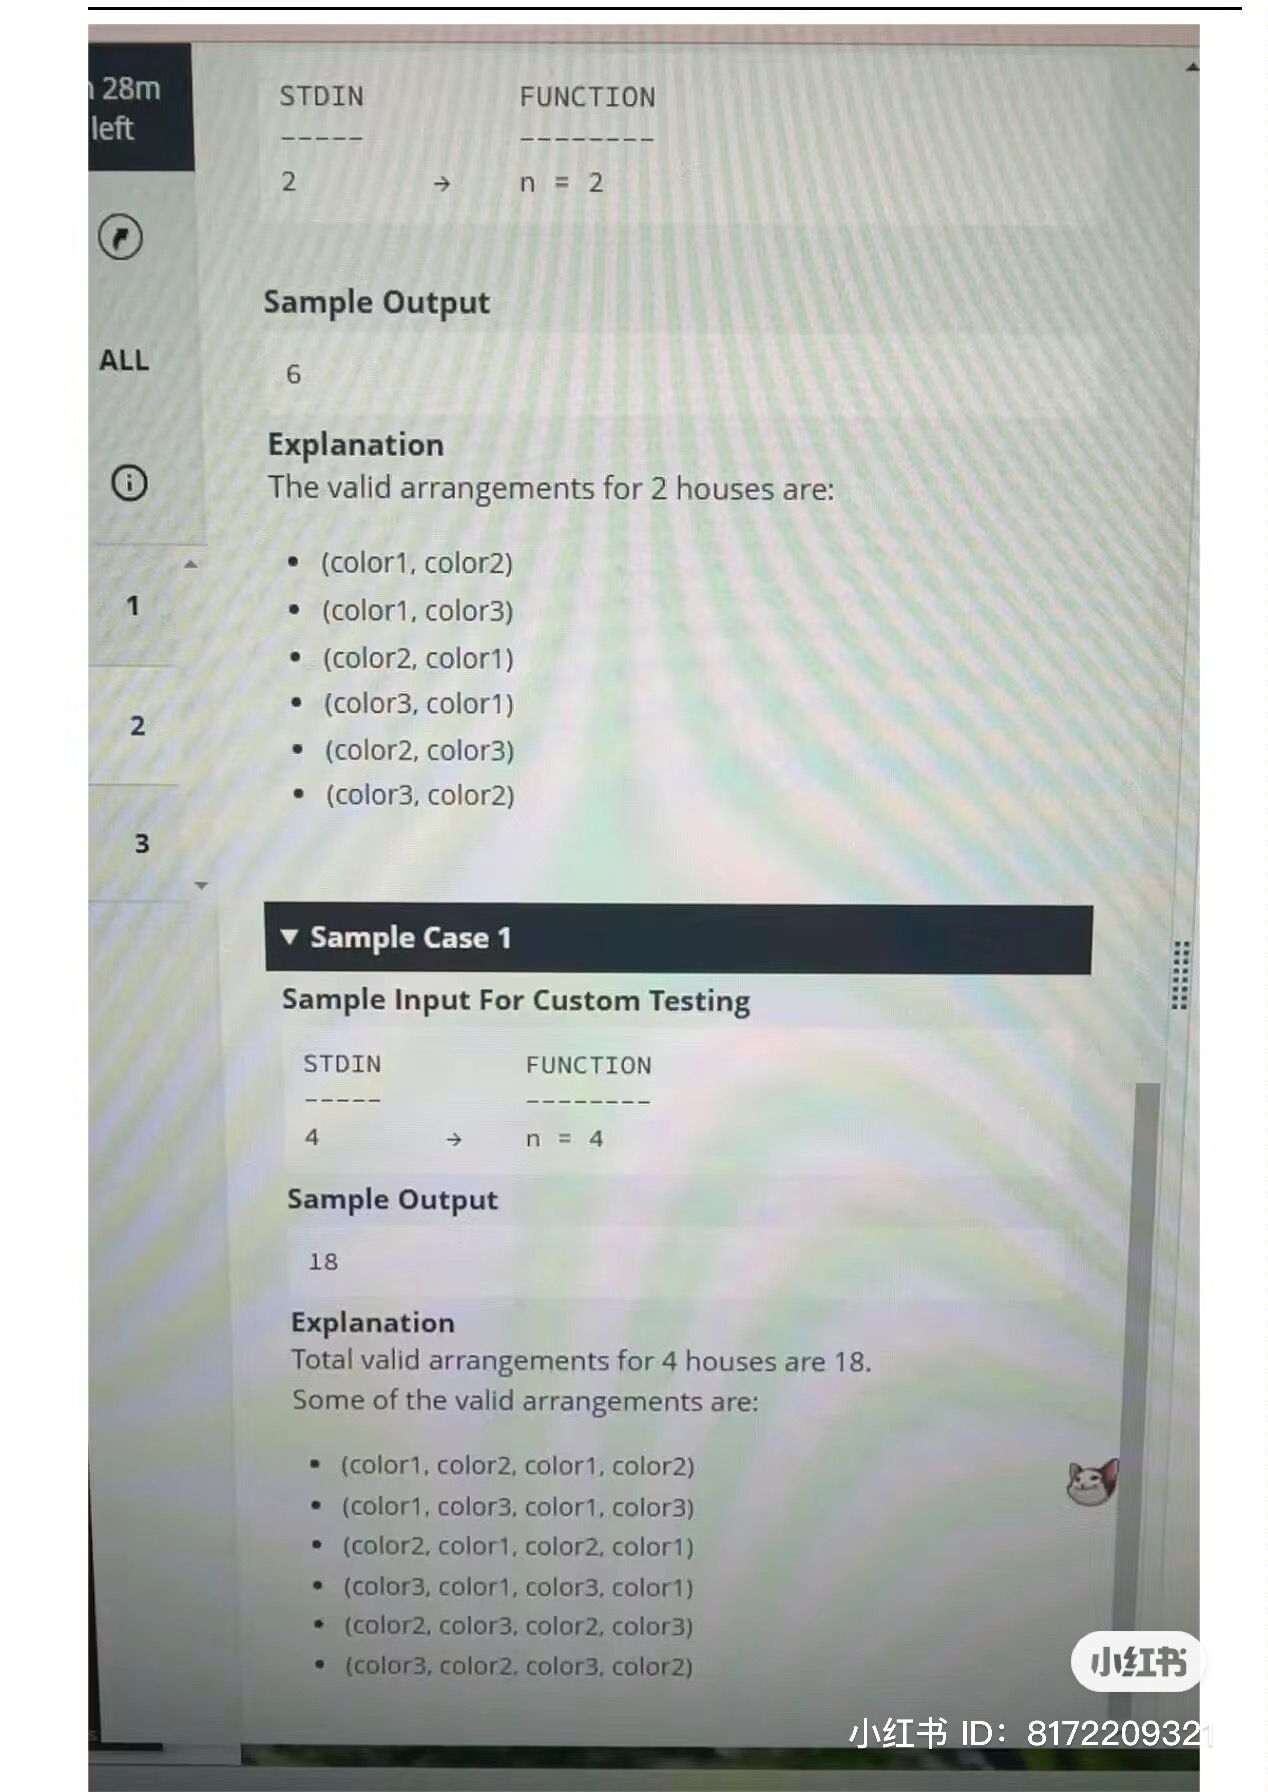 28m
left
STDIN FUNCTION
----- --------
2 → n = 2
Sample Output
ALL
6
Explanation
The valid arrangements for 2 houses are:
• (color1, color2)
1
• (color1, color3)
• (color2, color1)
• (color3, color1)
2
• (color2, color3)
• (color3, color2)
3
▼ Sample Case 1
Sample Input For Custom Testing
STDIN FUNCTION
----- --------
4 → n = 4
Sample Output
18
Explanation
Total valid arrangements for 4 houses are 18.
Some of the valid arrangements are:
• (color1, color2, color1, color2)
• (color1, color3, color1, color3)
• (color2, color1, color2, color1)
• (color3, color1, color3, color1)
• (color2, color3, color2, color3)
• (color3, color2, color3, color2)
小红书
小红书 ID：8172209321